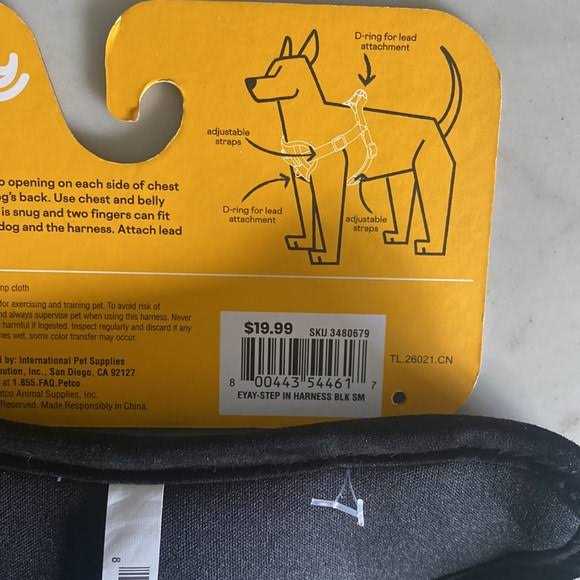 D-ring for lead
attachment
adjustable
straps
D-ring for lead
attachment
adjustable
straps
opening on each side of chest
back. Use chest and belly
is snug and two fingers can fit
dog and the harness. Attach lead
cloth
for exercising and training pet. To avoid risk of
always supervise pet when using this harness. Never
harmful if ingested. Inspect regularly and discard if any
wet, some color transfer may occur.
by: International Pet Supplies
Inc., San Diego, CA 92127
at 1.855.FAQ.Petco
Animal Supplies, Inc.
Reserved. Made Responsibly in China.
$19.99 SKU 3480679
8 00443 54461 7
EYAY-STEP IN HARNESS BLK SM
TL.26021.CN
8